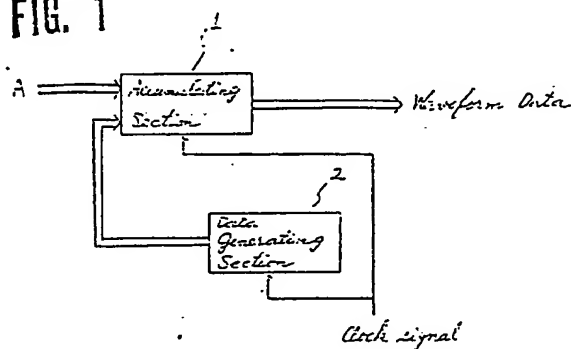 FIG. 1
1
A
Accumulating
Section
Waveform Data
2
Data
Generating
Section
Clock signal